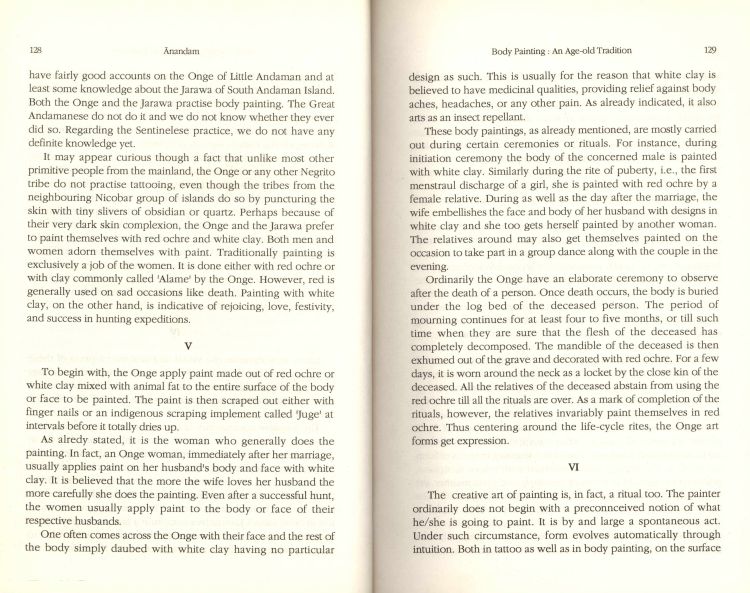 128
Ānandam
have fairly good accounts on the Onge of Little Andaman and at
least some knowledge about the Jarawa of South Andaman Island.
Both the Onge and the Jarawa practise body painting. The Great
Andamanese do not do it and we do not know whether they ever
did so. Regarding the Sentinelese practice, we do not have any
definite knowledge yet.
It may appear curious though a fact that unlike most other
primitive people from the mainland, the Onge or any other Negrito
tribe do not practise tattooing, even though the tribes from the
neighbouring Nicobar group of islands do so by puncturing the
skin with tiny slivers of obsidian or quartz. Perhaps because of
their very dark skin complexion, the Onge and the Jarawa prefer
to paint themselves with red ochre and white clay. Both men and
women adorn themselves with paint. Traditionally painting is
exclusively a job of the women. It is done either with red ochre or
with clay commonly called 'Alame' by the Onge. However, red is
generally used on sad occasions like death. Painting with white
clay, on the other hand, is indicative of rejoicing, love, festivity,
and success in hunting expeditions.
V
To begin with, the Onge apply paint made out of red ochre or
white clay mixed with animal fat to the entire surface of the body
or face to be painted. The paint is then scraped out either with
finger nails or an indigenous scraping implement called 'Juge' at
intervals before it totally dries up.
As alredy stated, it is the woman who generally does the
painting. In fact, an Onge woman, immediately after her marriage,
usually applies paint on her husband's body and face with white
clay. It is believed that the more the wife loves her husband the
more carefully she does the painting. Even after a successful hunt,
the women usually apply paint to the body or face of their
respective husbands.
One often comes across the Onge with their face and the rest of
the body simply daubed with white clay having no particular
Body Painting : An Age-old Tradition
129
design as such. This is usually for the reason that white clay is
believed to have medicinal qualities, providing relief against body
aches, headaches, or any other pain. As already indicated, it also
arts as an insect repellant.
These body paintings, as already mentioned, are mostly carried
out during certain ceremonies or rituals. For instance, during
initiation ceremony the body of the concerned male is painted
with white clay. Similarly during the rite of puberty, i.e., the first
menstraul discharge of a girl, she is painted with red ochre by a
female relative. During as well as the day after the marriage, the
wife embellishes the face and body of her husband with designs in
white clay and she too gets herself painted by another woman.
The relatives around may also get themselves painted on the
occasion to take part in a group dance along with the couple in the
evening.
Ordinarily the Onge have an elaborate ceremony to observe
after the death of a person. Once death occurs, the body is buried
under the log bed of the deceased person. The period of
mourning continues for at least four to five months, or till such
time when they are sure that the flesh of the deceased has
completely decomposed. The mandible of the deceased is then
exhumed out of the grave and decorated with red ochre. For a few
days, it is worn around the neck as a locket by the close kin of the
deceased. All the relatives of the deceased abstain from using the
red ochre till all the rituals are over. As a mark of completion of the
rituals, however, the relatives invariably paint themselves in red
ochre. Thus centering around the life-cycle rites, the Onge art
forms get expression.
VI
The creative art of painting is, in fact, a ritual too. The painter
ordinarily does not begin with a preconnceived notion of what
he/she is going to paint. It is by and large a spontaneous act.
Under such circumstance, form evolves automatically through
intuition. Both in tattoo as well as in body painting, on the surface